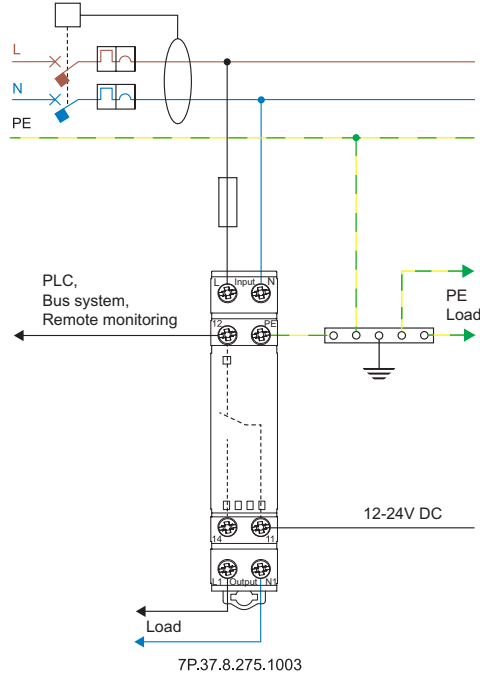 L
N
PE
L Input N
PLC,
Bus system,
Remote monitoring
12 PE
PE
Load
12-24V DC
14 11
L1 Output N1
Load
7P.37.8.275.1003